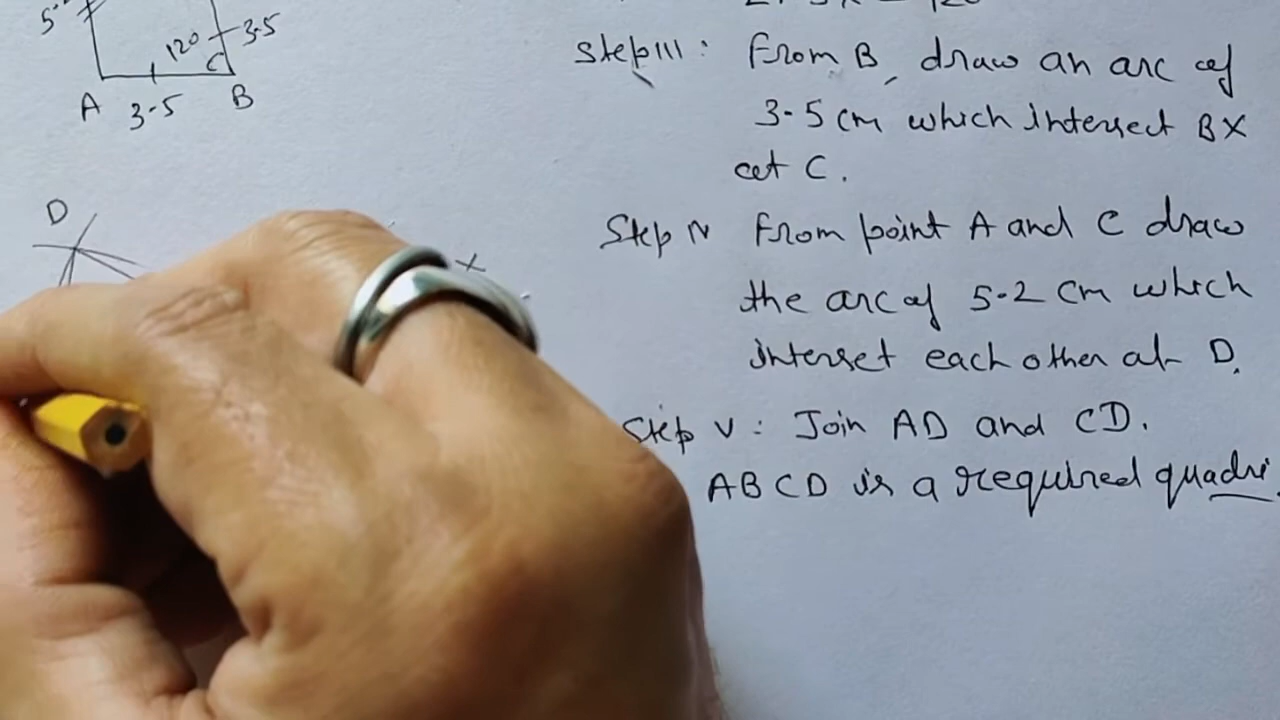 5
120
3.5
C
A
3-5
B
D
X
Step III : From B, draw an arc of
3-5 cm which intersect BX
at C.
Step IV From point A and C draw
the arc of 5-2 cm which
interset each other at D.
Step V : Join AD and CD.
ABCD is a required quadri.